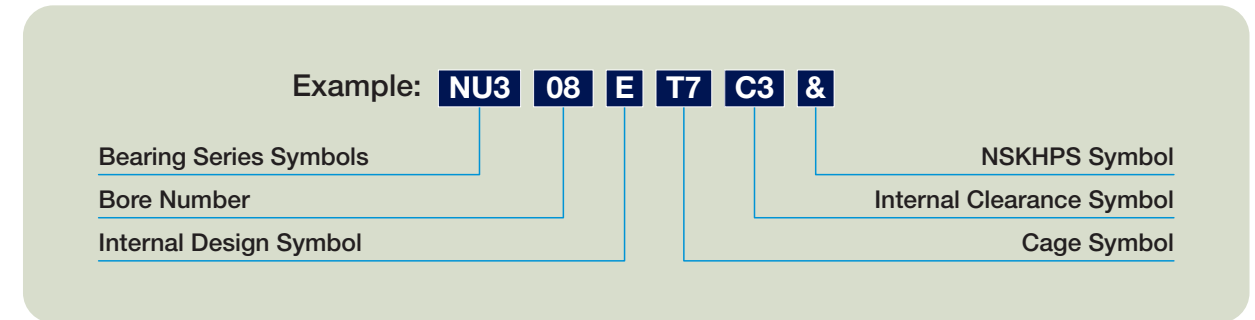 Example: NU3 08 E T7 C3 &
Bearing Series Symbols NSKHPS Symbol
Bore Number Internal Clearance Symbol
Internal Design Symbol Cage Symbol